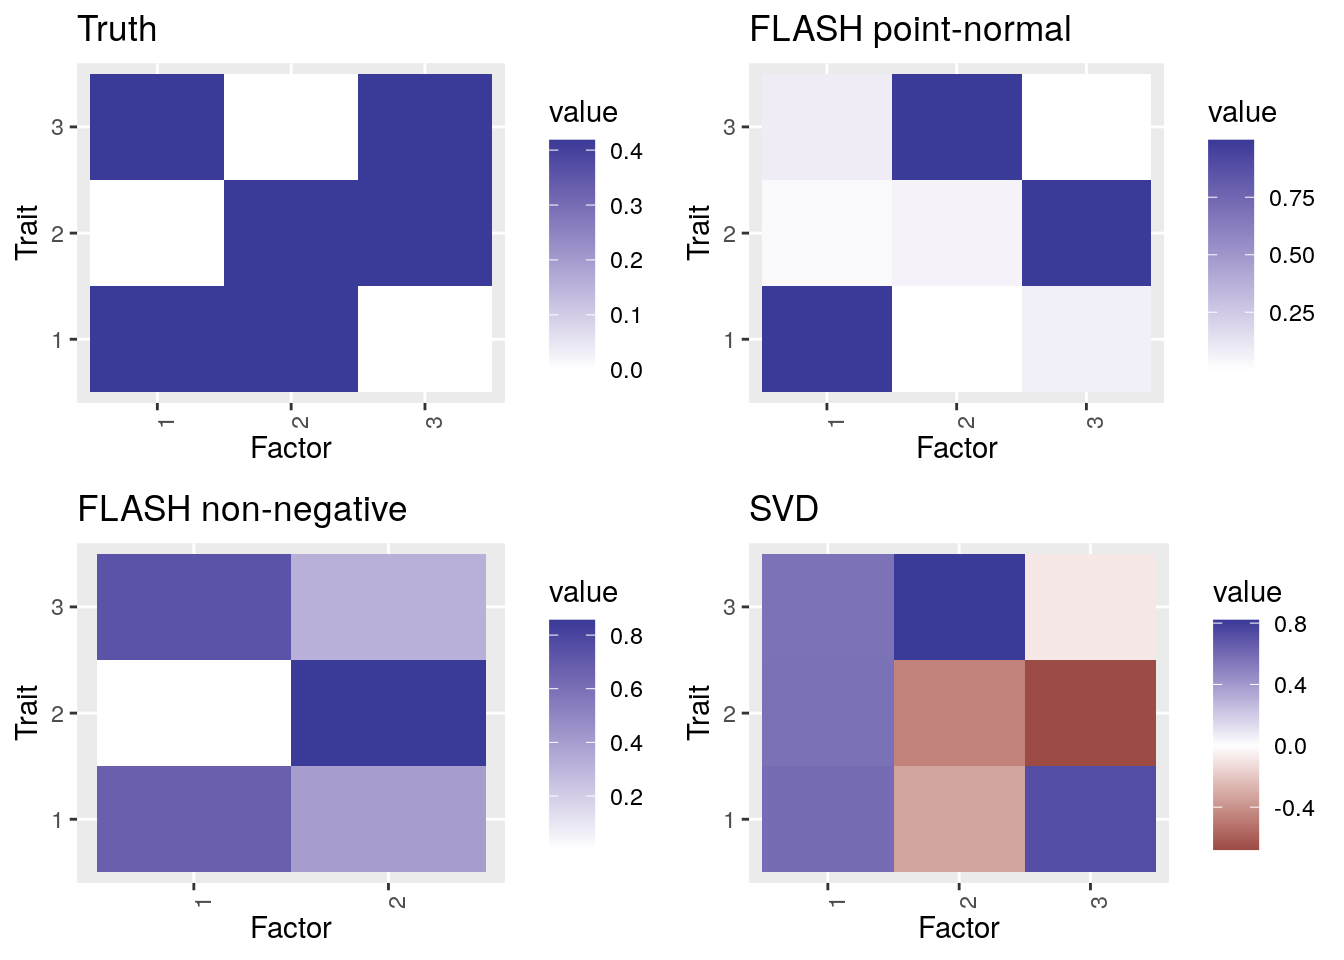 Truth
value
0.4
0.3
0.2
0.1
0.0
Trait
3
2
1
1
2
3
Factor
FLASH point-normal
value
0.75
0.50
0.25
Trait
3
2
1
1
2
3
Factor
FLASH non-negative
value
0.8
0.6
0.4
0.2
Trait
3
2
1
1
2
Factor
SVD
value
0.8
0.4
0.0
-0.4
Trait
3
2
1
1
2
3
Factor